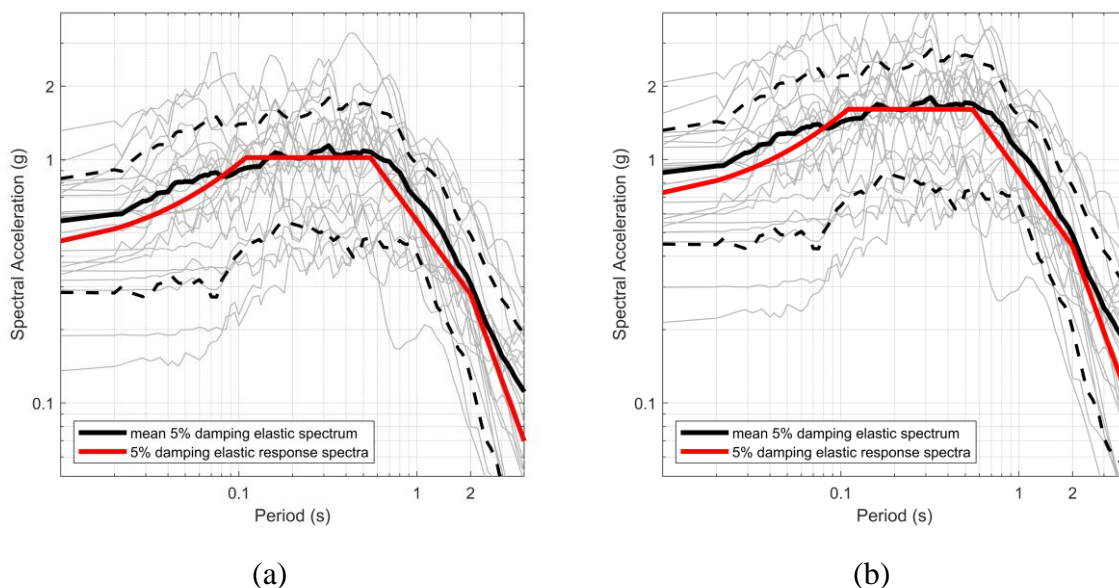 2
1
0.1
Spectral Acceleration (g)
mean 5% damping elastic spectrum
5% damping elastic response spectra
0.1
1
2
Period (s)
(a)
2
1
0.1
Spectral Acceleration (g)
mean 5% damping elastic spectrum
5% damping elastic response spectra
0.1
1
2
Period (s)
(b)